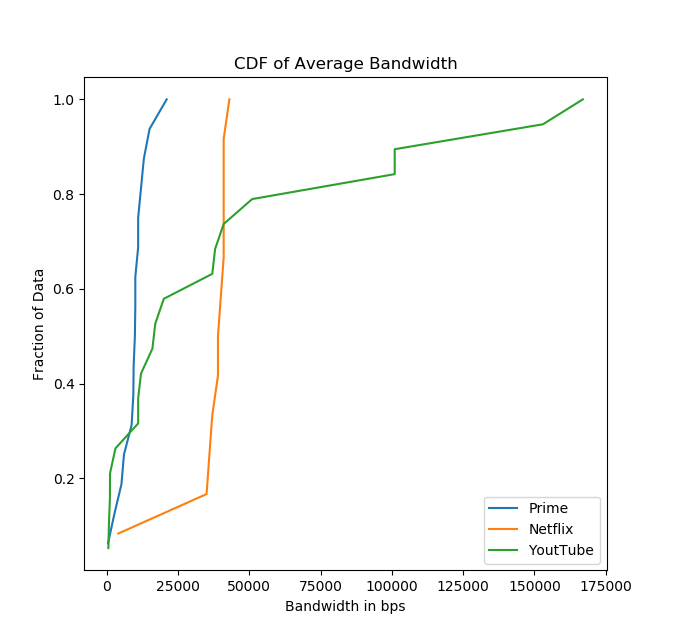 CDF of Average Bandwidth
1.0
0.8
0.6
0.4
0.2
Fraction of Data
0
25000
50000
75000
100000
125000
150000
175000
Bandwidth in bps
Prime
Netflix
YoutTube